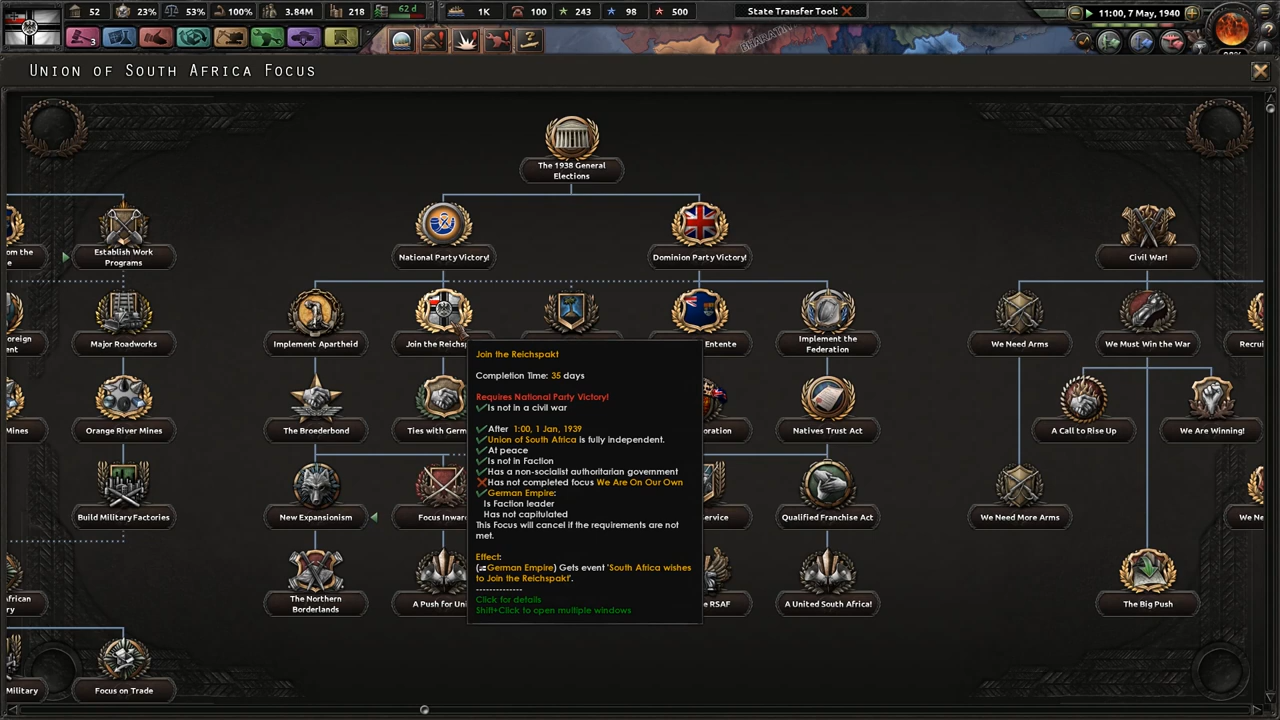 52
23%
53%
100%
3.84M
218
62 d
1K
100
243
98
500
State Transfer Tool:
11:00, 7 May, 1940
3
UNION OF SOUTH AFRICA FOCUS
The 1938 General
Elections
National Party Victory!
Dominion Party Victory!
Civil War!
om the
Establish Work
Programs
Major Roadworks
Implement Apartheid
Join the Reichsp
Entente
Implement the
Federation
We Need Arms
We Must Win the War
Recrui
oreign
ent
Mines
Orange River Mines
The Broederbond
Ties with Germ
oration
Natives Trust Act
A Call to Rise Up
We Are Winning!
Build Military Factories
New Expansionism
Focus Inward
ervice
Qualified Franchise Act
We Need More Arms
We Ne
African
ry
The Northern
Borderlands
A Push for Uni
e RSAF
A United South Africa!
The Big Push
Military
Focus on Trade
Join the Reichspakt
Completion Time: 35 days
Requires National Party Victory!
Is not in a civil war
After 1:00, 1 Jan, 1939
Union of South Africa is fully independent.
At peace
Is not in Faction
Has a non-socialist authoritarian government
Has not completed focus We Are On Our Own
German Empire:
Is Faction leader
Has not capitulated
This Focus will cancel if the requirements are not
met.
Effect:
(German Empire) Gets event 'South Africa wishes
to Join the Reichspakt'.
--------------
Click for details
Shift+Click to open multiple windows